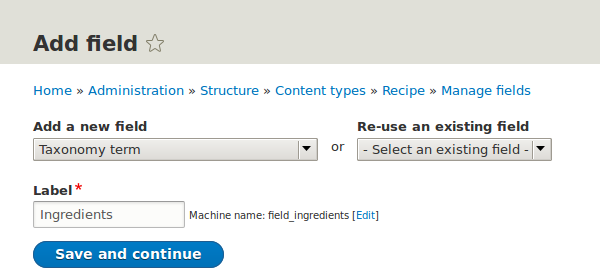 Add field
Home » Administration » Structure » Content types » Recipe » Manage fields
Add a new field
Taxonomy term
or
Re-use an existing field
- Select an existing field -
Label*
Ingredients
Machine name: field_ingredients [Edit]
Save and continue